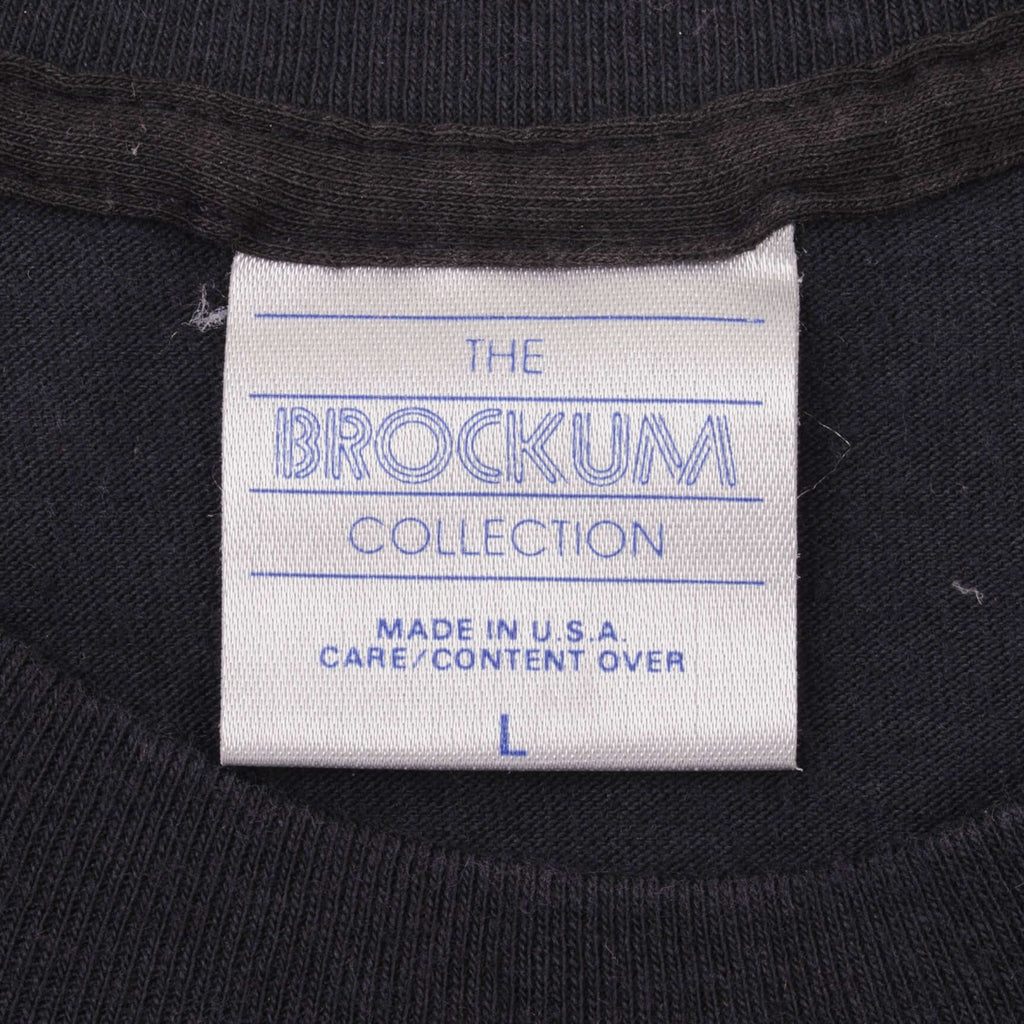 THE
BROCKUM
COLLECTION
MADE IN U.S.A.
CARE/CONTENT OVER
L